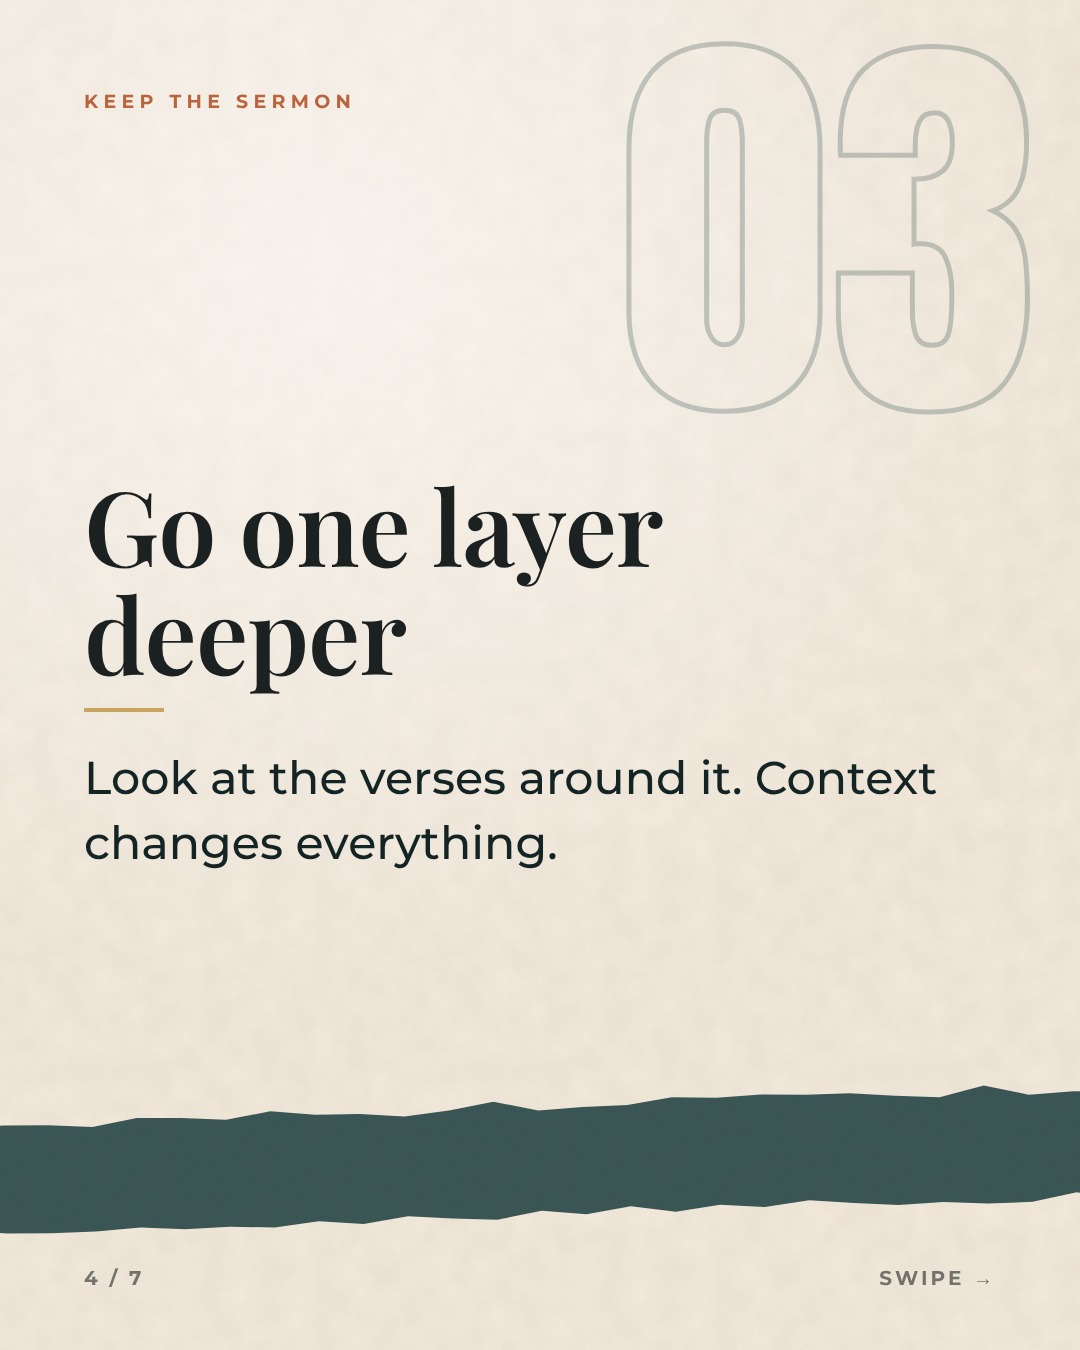 KEEP THE SERMON
03
Go one layer
deeper
Look at the verses around it. Context
changes everything.
4 / 7
SWIPE →